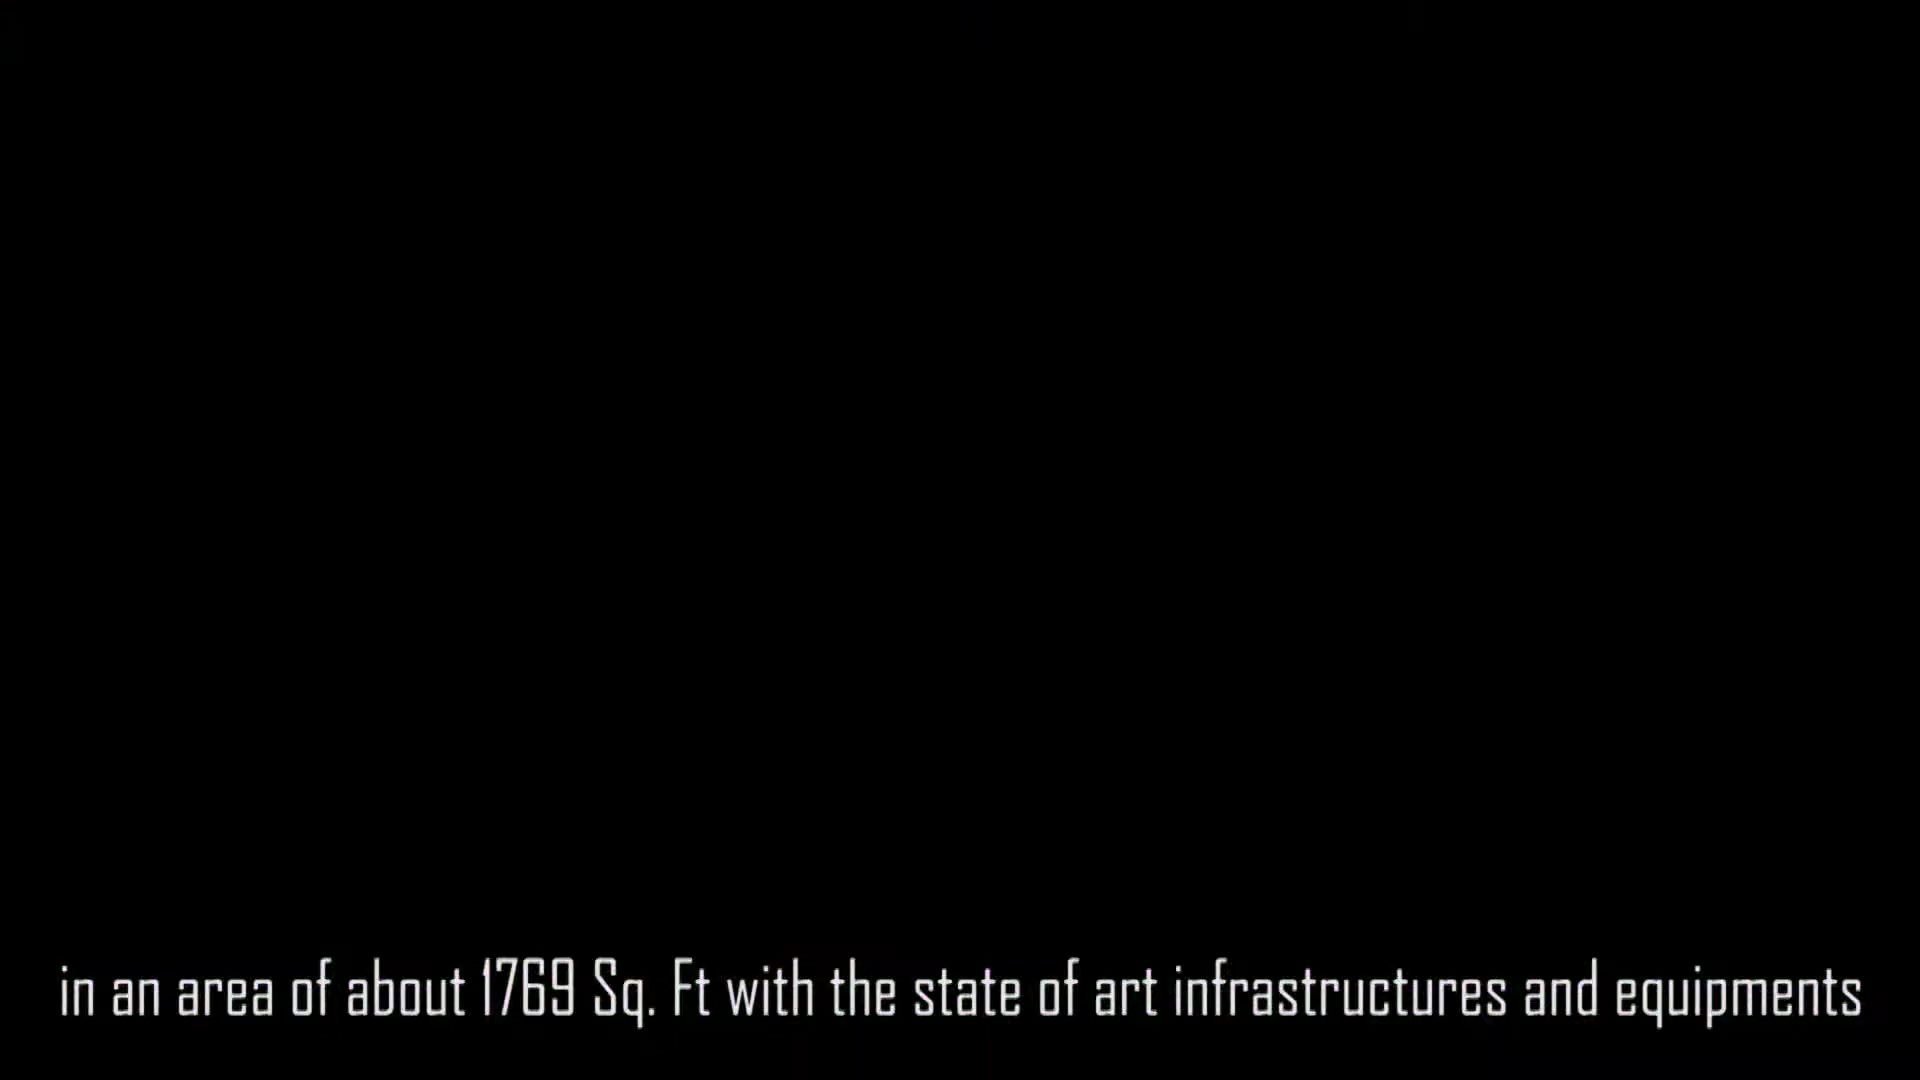 in an area of about 1769 Sq. Ft with the state of art infrastructures and equipments